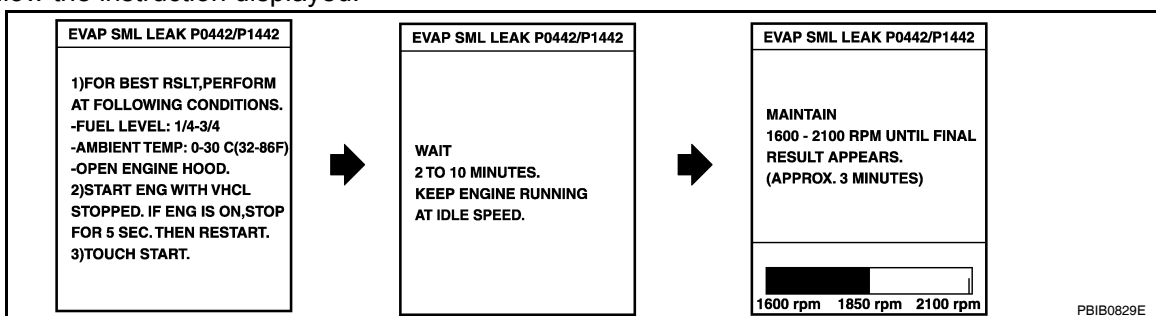 EVAP SML LEAK P0442/P1442
1)FOR BEST RSLT,PERFORM
AT FOLLOWING CONDITIONS.
-FUEL LEVEL: 1/4-3/4
-AMBIENT TEMP: 0-30 C(32-86F)
-OPEN ENGINE HOOD.
2)START ENG WITH VHCL
STOPPED. IF ENG IS ON,STOP
FOR 5 SEC. THEN RESTART.
3)TOUCH START.
EVAP SML LEAK P0442/P1442
WAIT
2 TO 10 MINUTES.
KEEP ENGINE RUNNING
AT IDLE SPEED.
EVAP SML LEAK P0442/P1442
MAINTAIN
1600 - 2100 RPM UNTIL FINAL
RESULT APPEARS.
(APPROX. 3 MINUTES)
1600 rpm 1850 rpm 2100 rpm
PBIB0829E